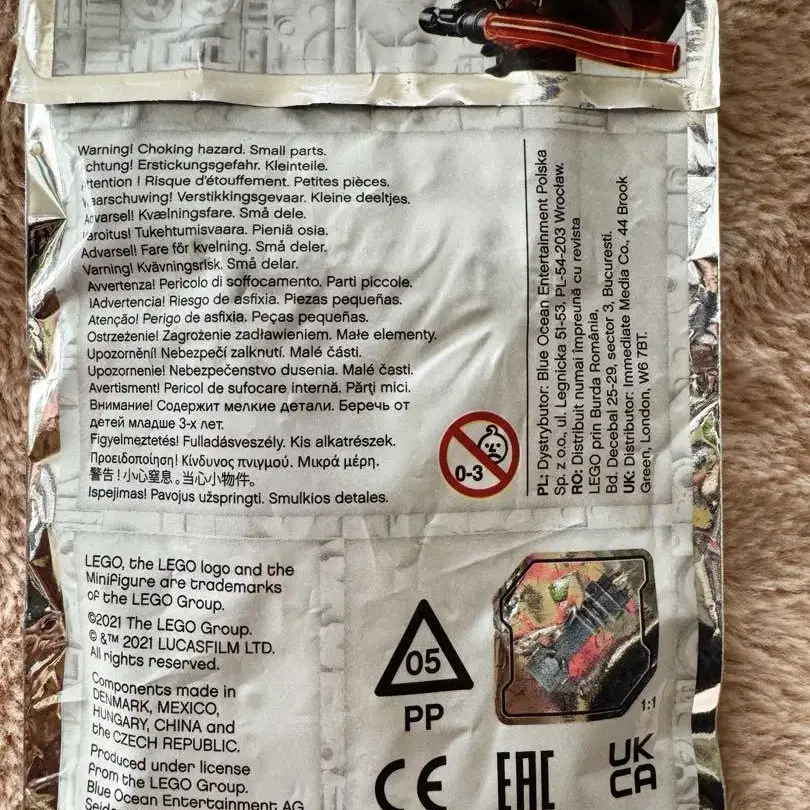 Warning! Choking hazard. Small parts.
chtung! Erstickungsgefahr. Kleinteile.
ttention ! Risque d'étouffement. Petites pièces.
aarschuwing! Verstikkingsgevaar. Kleine deeltjes.
Advarsel! Kvælningsfare. Små dele.
aroitus! Tukehtumisvaara. Pieniä osia.
Advarsel! Fare för kvelning. Små deler.
Varning! Kvävningsrisk. Små delar.
Avvertenza! Pericolo di soffocamento. Parti piccole.
¡Advertencia! Riesgo de asfixia. Piezas pequeñas.
Atenção! Perigo de asfixia. Peças pequeñas.
Ostrzeżenie! Zagrożenie zadławieniem. Małe elementy.
Upozornění! Nebezpečí zalknutí. Malé části.
Upozornenie! Nebezpečenstvo dusenia. Malé časti.
Avertisment! Pericol de sufocare internă. Părţi mici.
Внимание! Содержит мелкие детали. Беречь от
детей младше 3-х лет.
Figyelmeztetés! Fulladásveszély. Kis alkatrészek.
Προειδοποίηση! Κίνδυνος πνιγμού. Μικρά μέρη.
警告！小心窒息。当心小物件。
Įspėjimas! Pavojus užspringti. Smulkios detalės.
0-3
PL: Dystrybutor: Blue Ocean Entertainment Polska
Sp. z o.o., ul. Legnicka 51-53, PL-54-203 Wrocław.
RO: Distribuit numai împreună cu revista
LEGO prin Burda România,
Bd. Decebal 25-29, sector 3, Bucuresti.
UK: Distributor: Immediate Media Co., 44 Brook
Green, London, W6 7BT.
LEGO, the LEGO logo and the
Minifigure are trademarks
of the LEGO Group.
©2021 The LEGO Group.
© &™ 2021 LUCASFILM LTD.
All rights reserved.
Components made in
DENMARK, MEXICO,
HUNGARY, CHINA and
the CZECH REPUBLIC.
Produced under license
from the LEGO Group.
Blue Ocean Entertainment AG
05
PP
1:1
CE
EAC
UK
CA